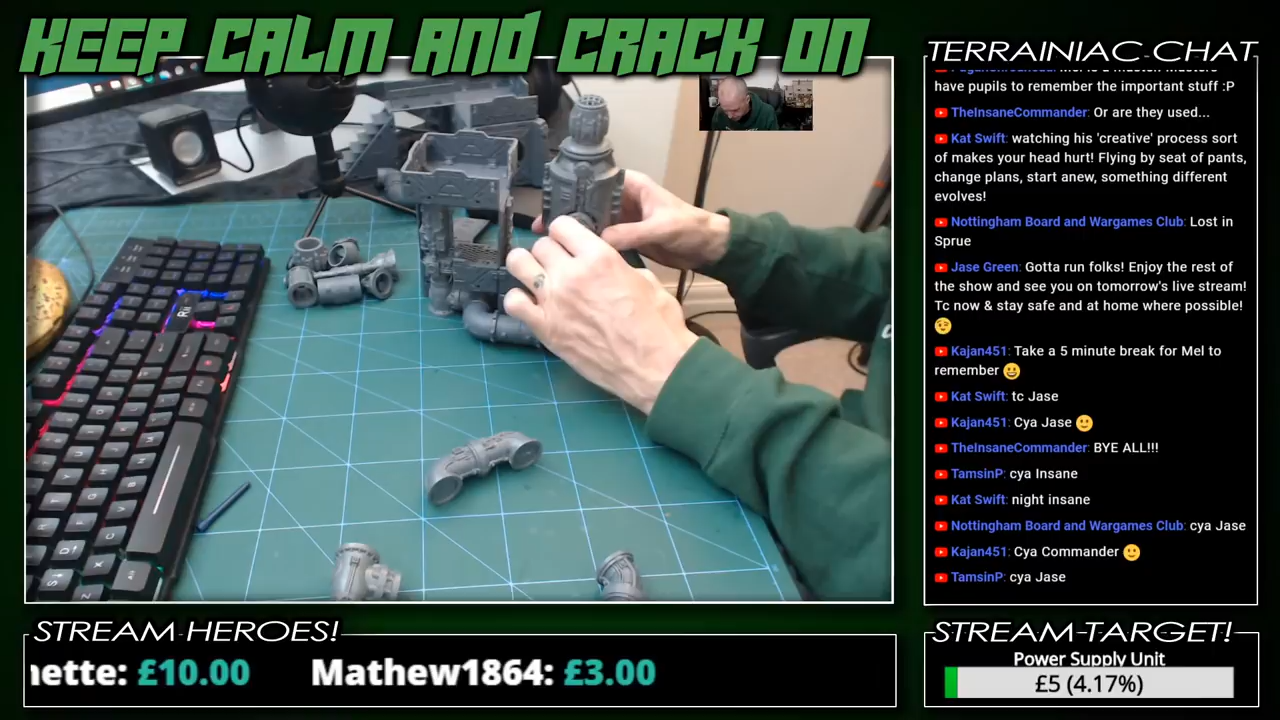 KEEP CALM AND CRACK ON
TERRAINIAC CHAT
have pupils to remember the important stuff :P
TheInsaneCommander: Or are they used...
Kat Swift: watching his 'creative' process sort
of makes your head hurt! Flying by seat of pants,
change plans, start anew, something different
evolves!
Nottingham Board and Wargames Club: Lost in
Sprue
Jase Green: Gotta run folks! Enjoy the rest of
the show and see you on tomorrow's live stream!
Tc now & stay safe and at home where possible!
Kajan451: Take a 5 minute break for Mel to
remember
Kat Swift: tc Jase
Kajan451: Cya Jase
TheInsaneCommander: BYE ALL!!!
TamsinP: cya Insane
Kat Swift: night insane
Nottingham Board and Wargames Club: cya Jase
Kajan451: Cya Commander
TamsinP: cya Jase
STREAM HEROES!
nette: £10.00 Mathew1864: £3.00
STREAM TARGET!
Power Supply Unit
£5 (4.17%)